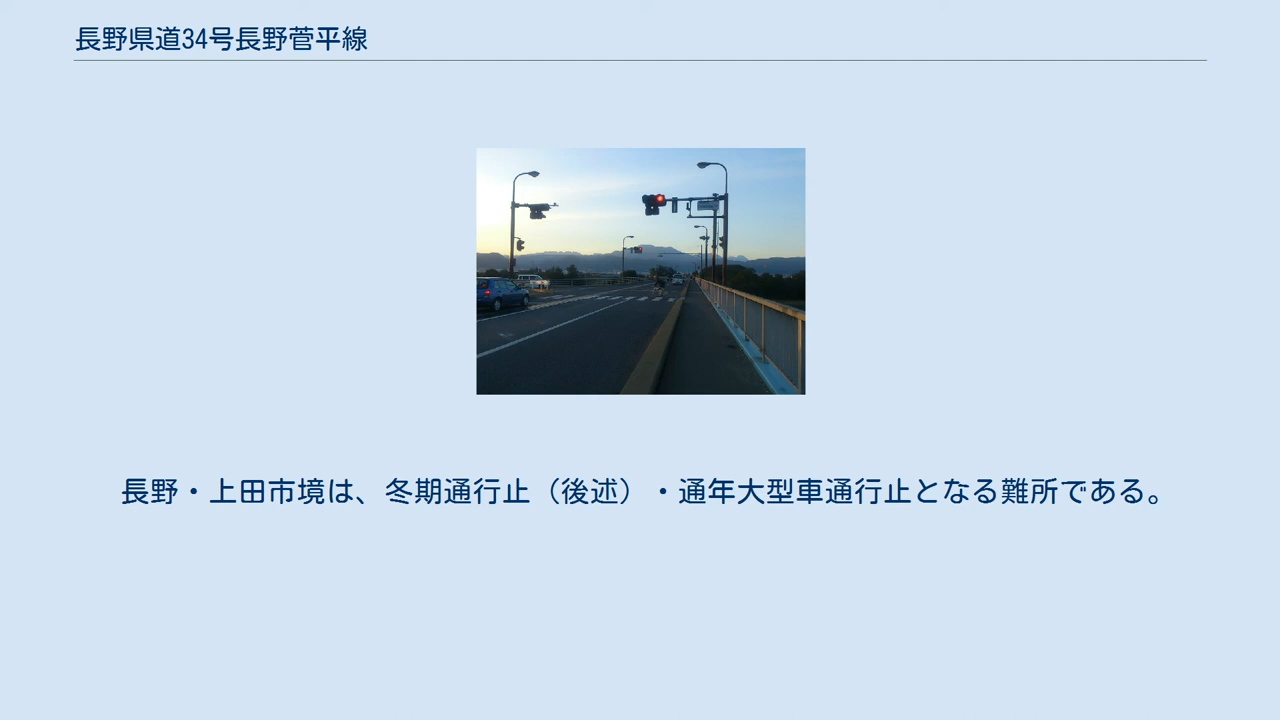 長野県道34号長野菅平線
長野・上田市境は、冬期通行止（後述）・通年大型車通行止となる難所である。